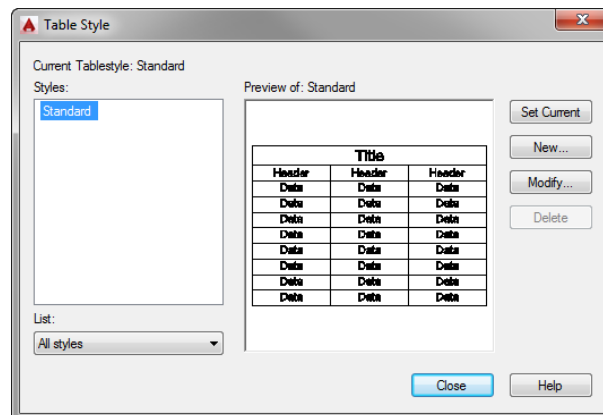 Table Style
Current Tablestyle: Standard
Styles:
Standard
List:
All styles
Preview of: Standard
Title
Header Header Header
Data Data Data
Data Data Data
Data Data Data
Data Data Data
Data Data Data
Data Data Data
Data Data Data
Data Data Data
Set Current
New...
Modify...
Delete
Close
Help